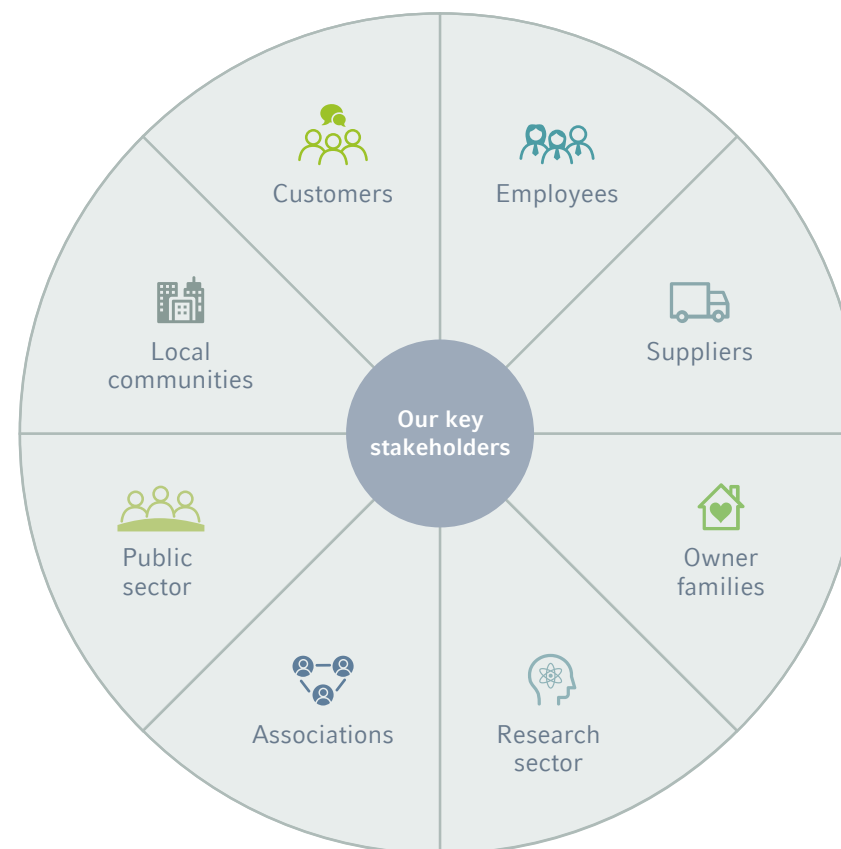 Customers
Employees
Suppliers
Owner
families
Research
sector
Associations
Public
sector
Local
communities
Our key
stakeholders